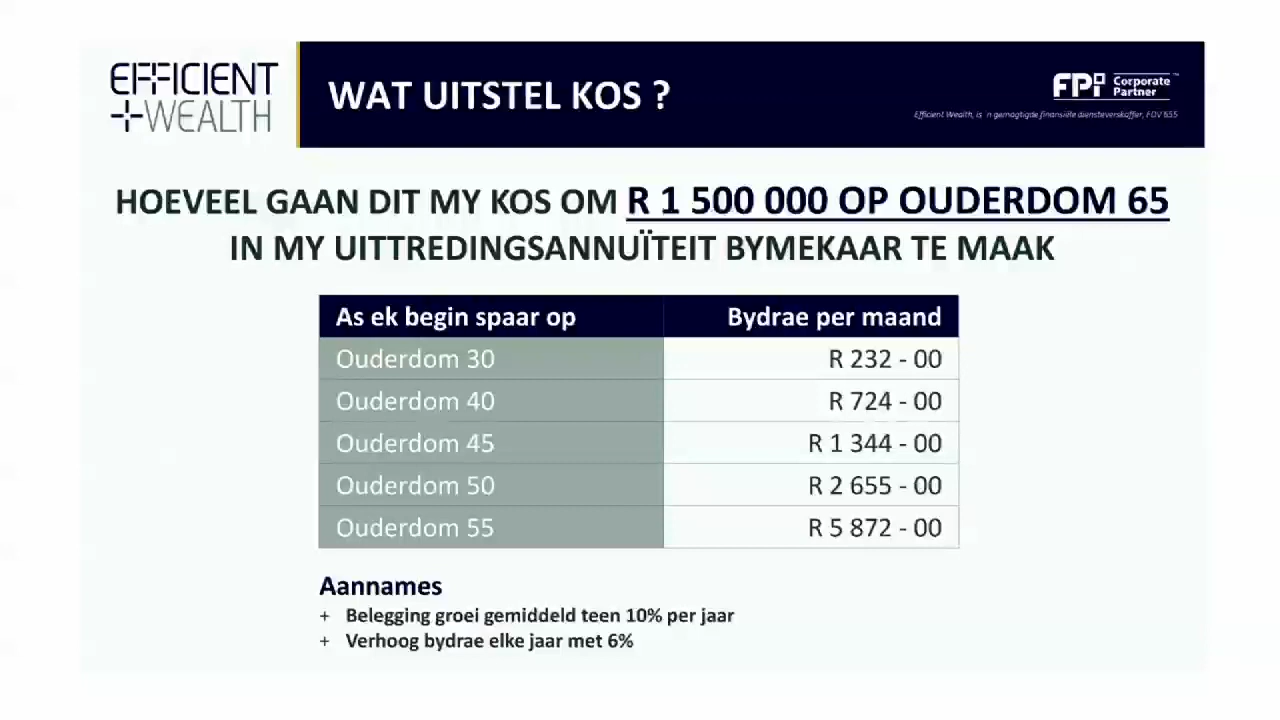 EFFICIENT
WEALTH
WAT UITSTEL KOS ?
FPI Corporate
Partner
Efficient Wealth, is 'n gemagtigde finansiële diensteverskaffer, FDV 655
HOEVEEL GAAN DIT MY KOS OM R 1 500 000 OP OUDERDOM 65
IN MY UITTREDINGSANNUÏTEIT BYMEKAAR TE MAAK
As ek begin spaar op Bydrae per maand
Ouderdom 30 R 232 - 00
Ouderdom 40 R 724 - 00
Ouderdom 45 R 1 344 - 00
Ouderdom 50 R 2 655 - 00
Ouderdom 55 R 5 872 - 00
Aannames
+ Belegging groei gemiddeld teen 10% per jaar
+ Verhoog bydrae elke jaar met 6%